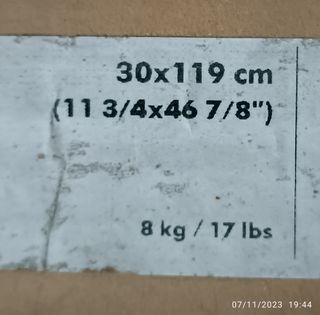 30x119 cm
(11 3/4x46 7/8")
8 kg / 17 lbs
07/11/2023 19:44